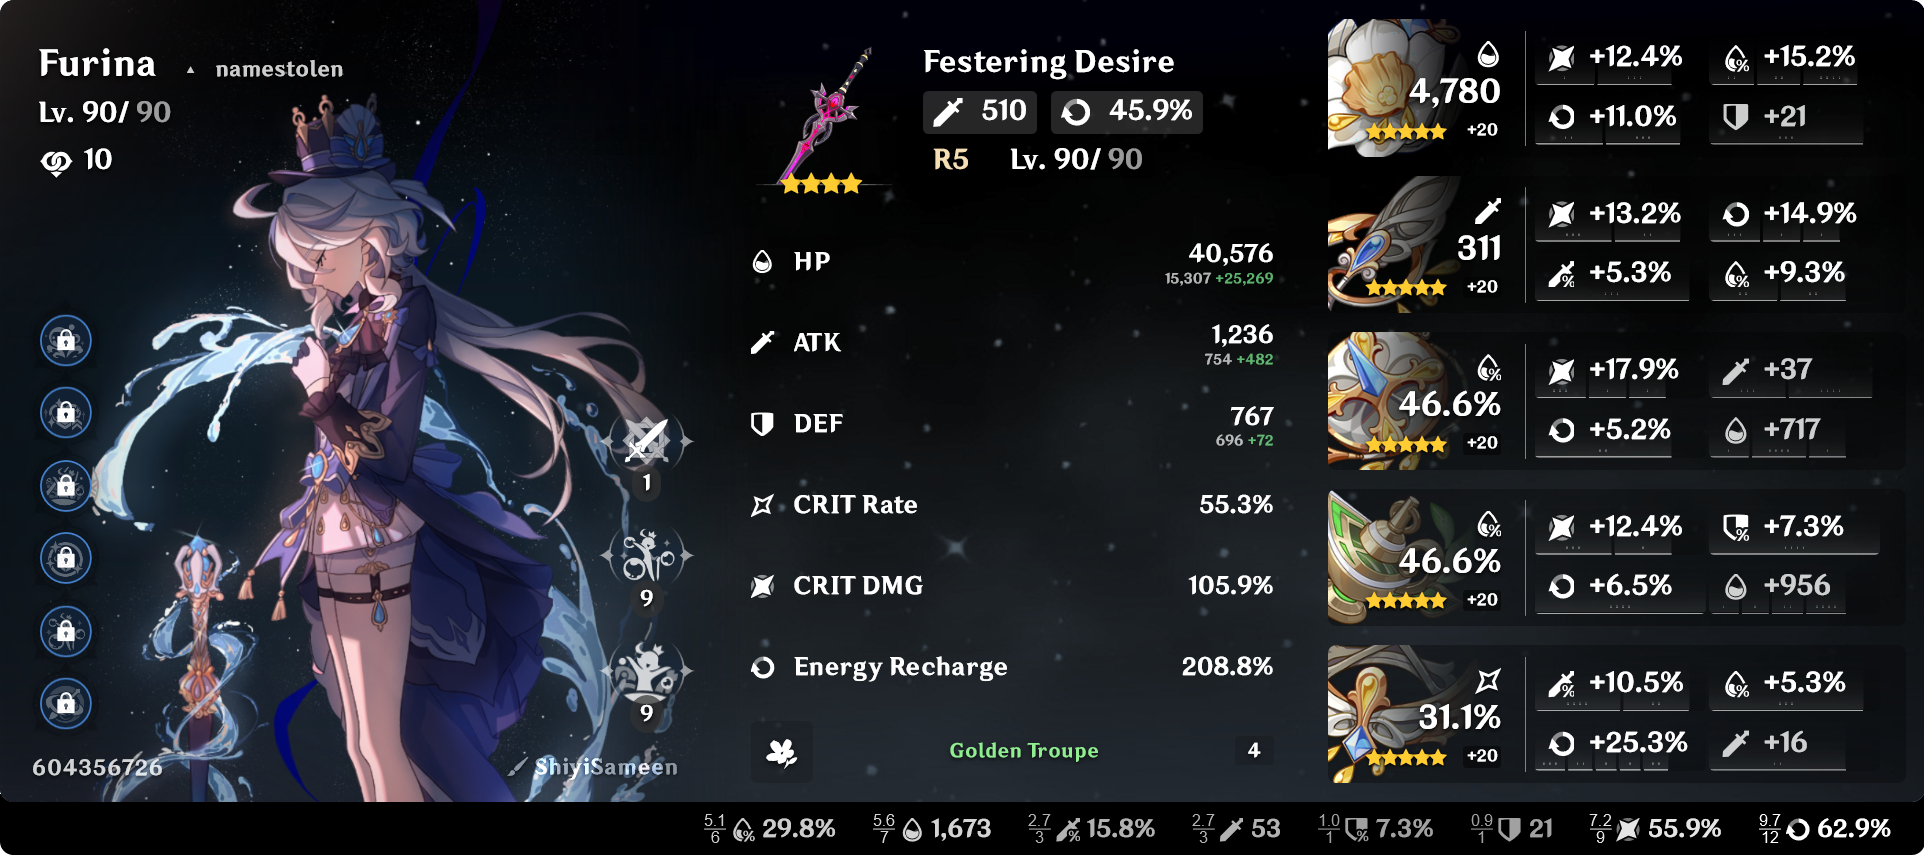 Furina ▲ namestolen
Lv. 90/ 90
10
1
9
9
604356726
ShiyiSameen
Festering Desire
510 45.9%
R5 Lv. 90/ 90
HP 40,576
15,307 +25,269
ATK 1,236
754 +482
DEF 767
696 +72
CRIT Rate 55.3%
CRIT DMG 105.9%
Energy Recharge 208.8%
Golden Troupe 4
4,780
+20
+12.4% +15.2%
+11.0% +21
311
+20
+13.2% +14.9%
+5.3% +9.3%
46.6%
+20
+17.9% +37
+5.2% +717
46.6%
+20
+12.4% +7.3%
+6.5% +956
31.1%
+20
+10.5% +5.3%
+25.3% +16
5.1 6 % 29.8% 5.6 7 1,673 2.7 3 % 15.8% 2.7 3 53 1.0 1 % 7.3% 0.9 1 21 7.2 9 55.9% 9.7 12 62.9%